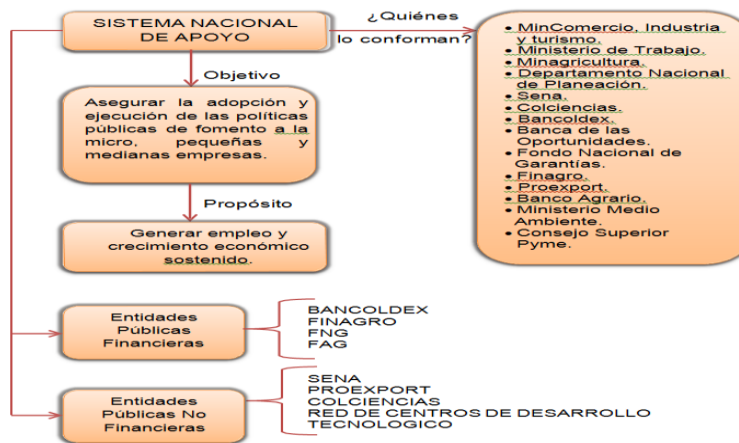 SISTEMA NACIONAL
DE APOYO
¿Quiénes
lo conforman?
• MinComercio, Industria
y turismo.
• Ministerio de Trabajo.
• Minagricultura.
• Departamento Nacional
de Planeación.
• Sena.
• Colciencias.
• Bancoldex.
• Banca de las
Oportunidades.
• Fondo Nacional de
Garantías.
• Finagro.
• Proexport.
• Banco Agrario.
• Ministerio Medio
Ambiente.
• Consejo Superior
Pyme.
Objetivo
Asegurar la adopción y
ejecución de las políticas
públicas de fomento a la
micro, pequeñas y
medianas empresas.
Propósito
Generar empleo y
crecimiento económico
sostenido.
Entidades
Públicas
Financieras
BANCOLDEX
FINAGRO
FNG
FAG
Entidades
Públicas No
Financieras
SENA
PROEXPORT
COLCIENCIAS
RED DE CENTROS DE DESARROLLO
TECNOLOGICO